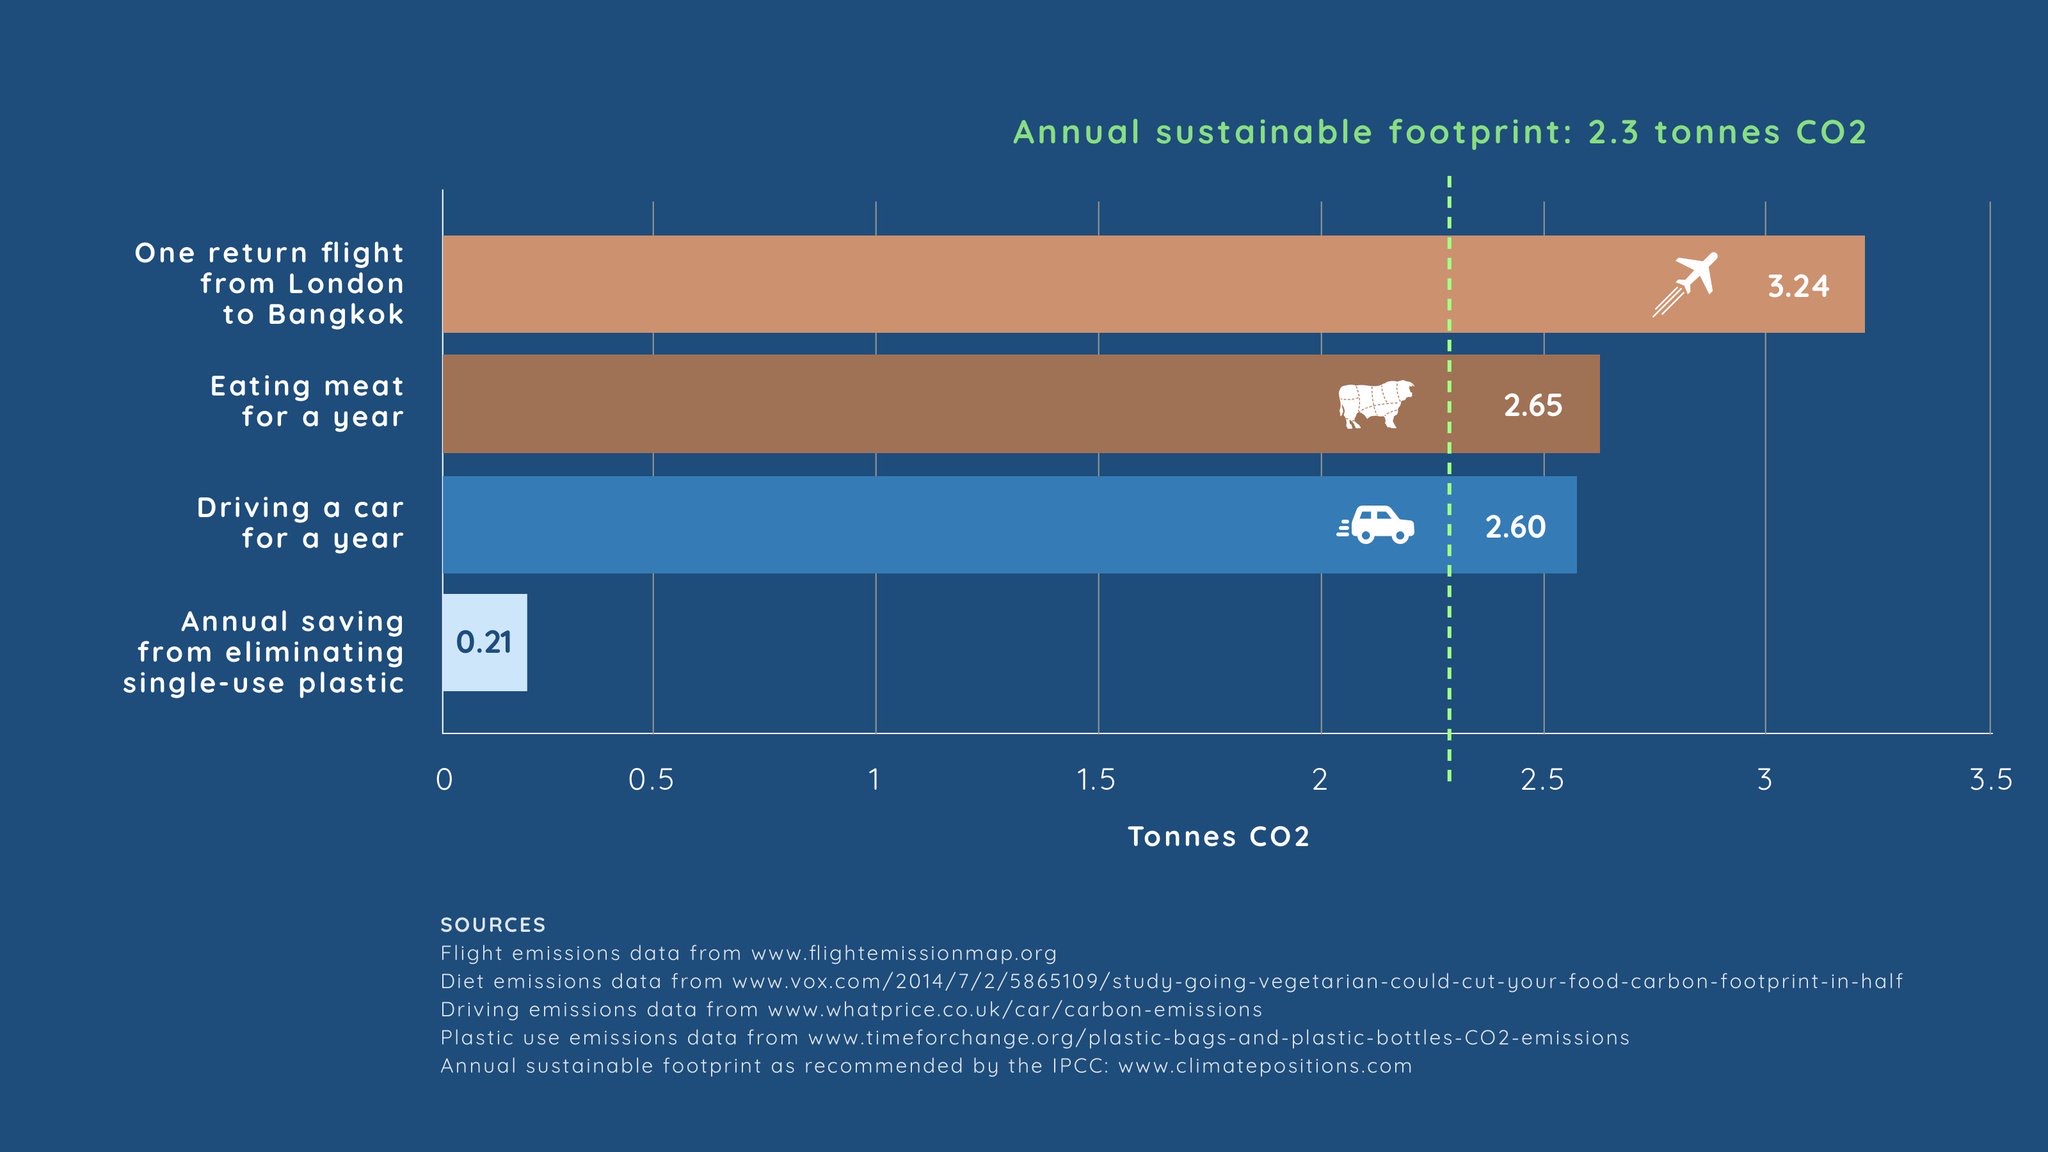 Annual sustainable footprint: 2.3 tonnes CO2
One return flight
from London
to Bangkok
3.24
Eating meat
for a year
2.65
Driving a car
for a year
2.60
Annual saving
from eliminating
single-use plastic
0.21
0 0.5 1 1.5 2 2.5 3 3.5
Tonnes CO2
SOURCES
Flight emissions data from www.flightemissionmap.org
Diet emissions data from www.vox.com/2014/7/2/5865109/study-going-vegetarian-could-cut-your-food-carbon-footprint-in-half
Driving emissions data from www.whatprice.co.uk/car/carbon-emissions
Plastic use emissions data from www.timeforchange.org/plastic-bags-and-plastic-bottles-CO2-emissions
Annual sustainable footprint as recommended by the IPCC: www.climatepositions.com